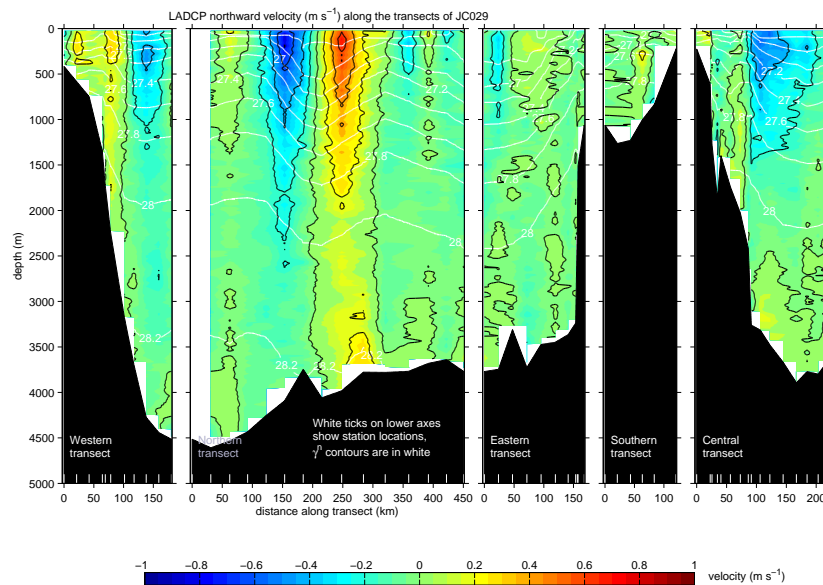 LADCP northward velocity (m s−1) along the transects of JC029
0
500
1000
1500
2000
2500
3000
3500
4000
4500
5000
depth (m)
27.4
27.6
27.8
28
28.2
Western
transect
0 50 100 150
27
27.4
27.6
27.2
27.8
28
28.2
28.2
28.2
Northern
transect
White ticks on lower axes
show station locations,
γn contours are in white
0 50 100 150 200 250 300 350 400 450
distance along transect (km)
27.8
28
Eastern
transect
0 50 100 150
Southern
transect
0 50 100
27.2
27.6
27.8
28
Central
transect
0 50 100 150 200
−1 −0.8 −0.6 −0.4 −0.2 0 0.2 0.4 0.6 0.8 1
velocity (m s−1)